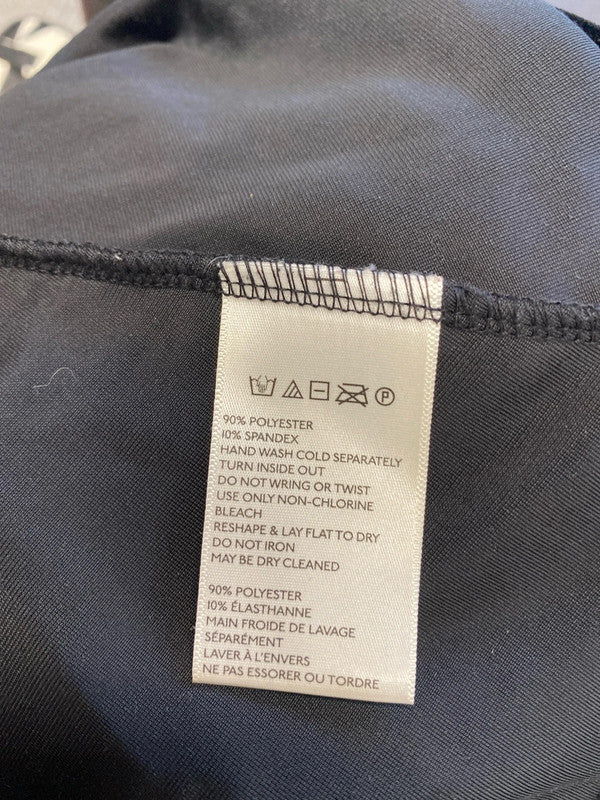 P
90% POLYESTER
10% SPANDEX
HAND WASH COLD SEPARATELY
TURN INSIDE OUT
DO NOT WRING OR TWIST
USE ONLY NON-CHLORINE
BLEACH
RESHAPE & LAY FLAT TO DRY
DO NOT IRON
MAY BE DRY CLEANED
90% POLYESTER
10% ÉLASTHANNE
MAIN FROIDE DE LAVAGE
SÉPARÉMENT
LAVER À L'ENVERS
NE PAS ESSORER OU TORDRE